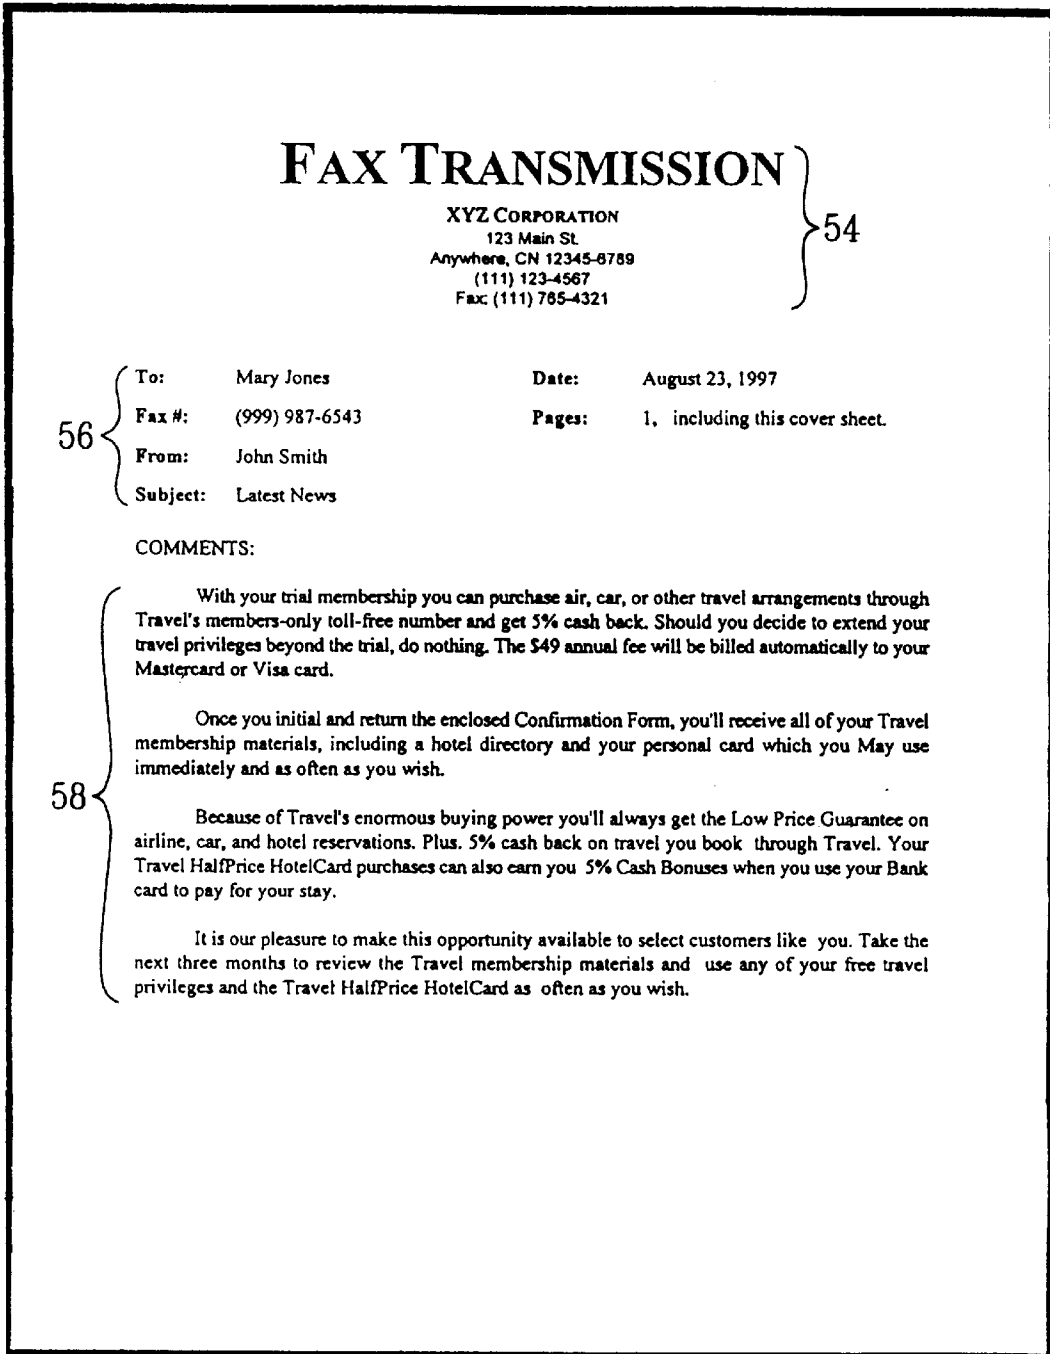 FAX TRANSMISSION
54
XYZ CORPORATION
123 Main St.
Anywhere, CN 12345-6789
(111) 123-4567
Fax: (111) 765-4321
56
To: Mary Jones Date: August 23, 1997
Fax #: (999) 987-6543 Pages: 1, including this cover sheet.
From: John Smith
Subject: Latest News
COMMENTS:
58
With your trial membership you can purchase air, car, or other travel arrangements through
Travel's members-only toll-free number and get 5% cash back. Should you decide to extend your
travel privileges beyond the trial, do nothing. The $49 annual fee will be billed automatically to your
Mastercard or Visa card.
Once you initial and return the enclosed Confirmation Form, you'll receive all of your Travel
membership materials, including a hotel directory and your personal card which you May use
immediately and as often as you wish.
Because of Travel's enormous buying power you'll always get the Low Price Guarantee on
airline, car, and hotel reservations. Plus. 5% cash back on travel you book through Travel. Your
Travel HalfPrice HotelCard purchases can also earn you 5% Cash Bonuses when you use your Bank
card to pay for your stay.
It is our pleasure to make this opportunity available to select customers like you. Take the
next three months to review the Travel membership materials and use any of your free travel
privileges and the Travel HalfPrice HotelCard as often as you wish.